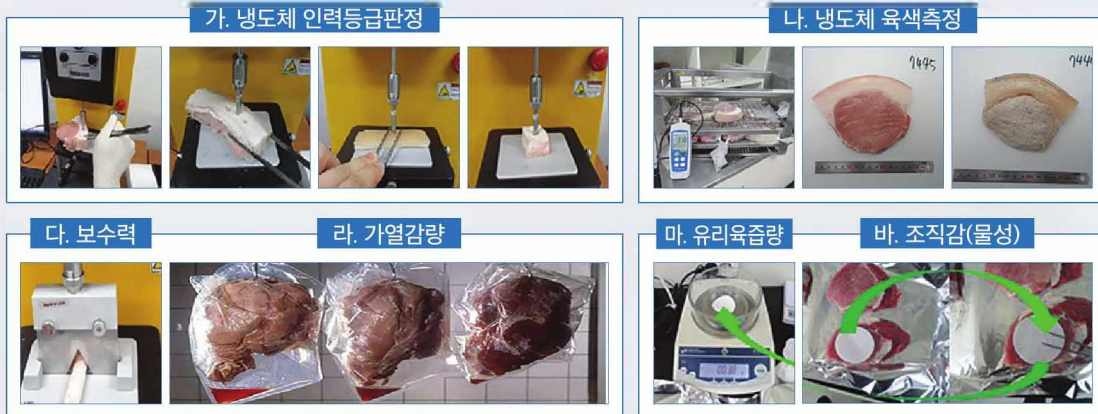 가. 냉도체 인력등급판정
나. 냉도체 육색측정
7445
744
다. 보수력
라. 가열감량
마. 유리육즙량
바. 조직감(물성)